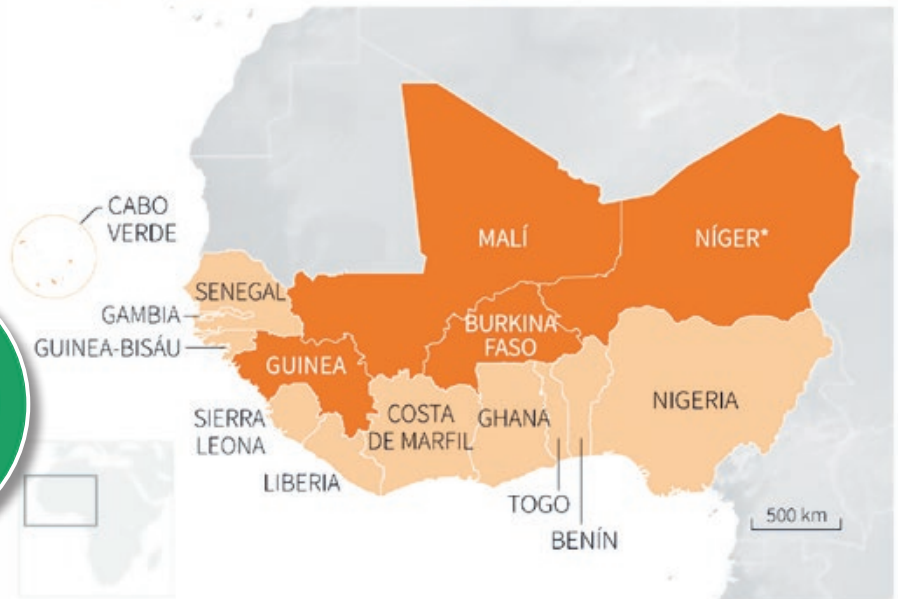 CABO
VERDE
MALÍ
NÍGER*
SENEGAL
GAMBIA
GUINEA-BISÁU
BURKINA
FASO
GUINEA
SIERRA
LEONA
COSTA
DE MARFIL
GHANA
NIGERIA
LIBERIA
TOGO
BENÍN
500 km